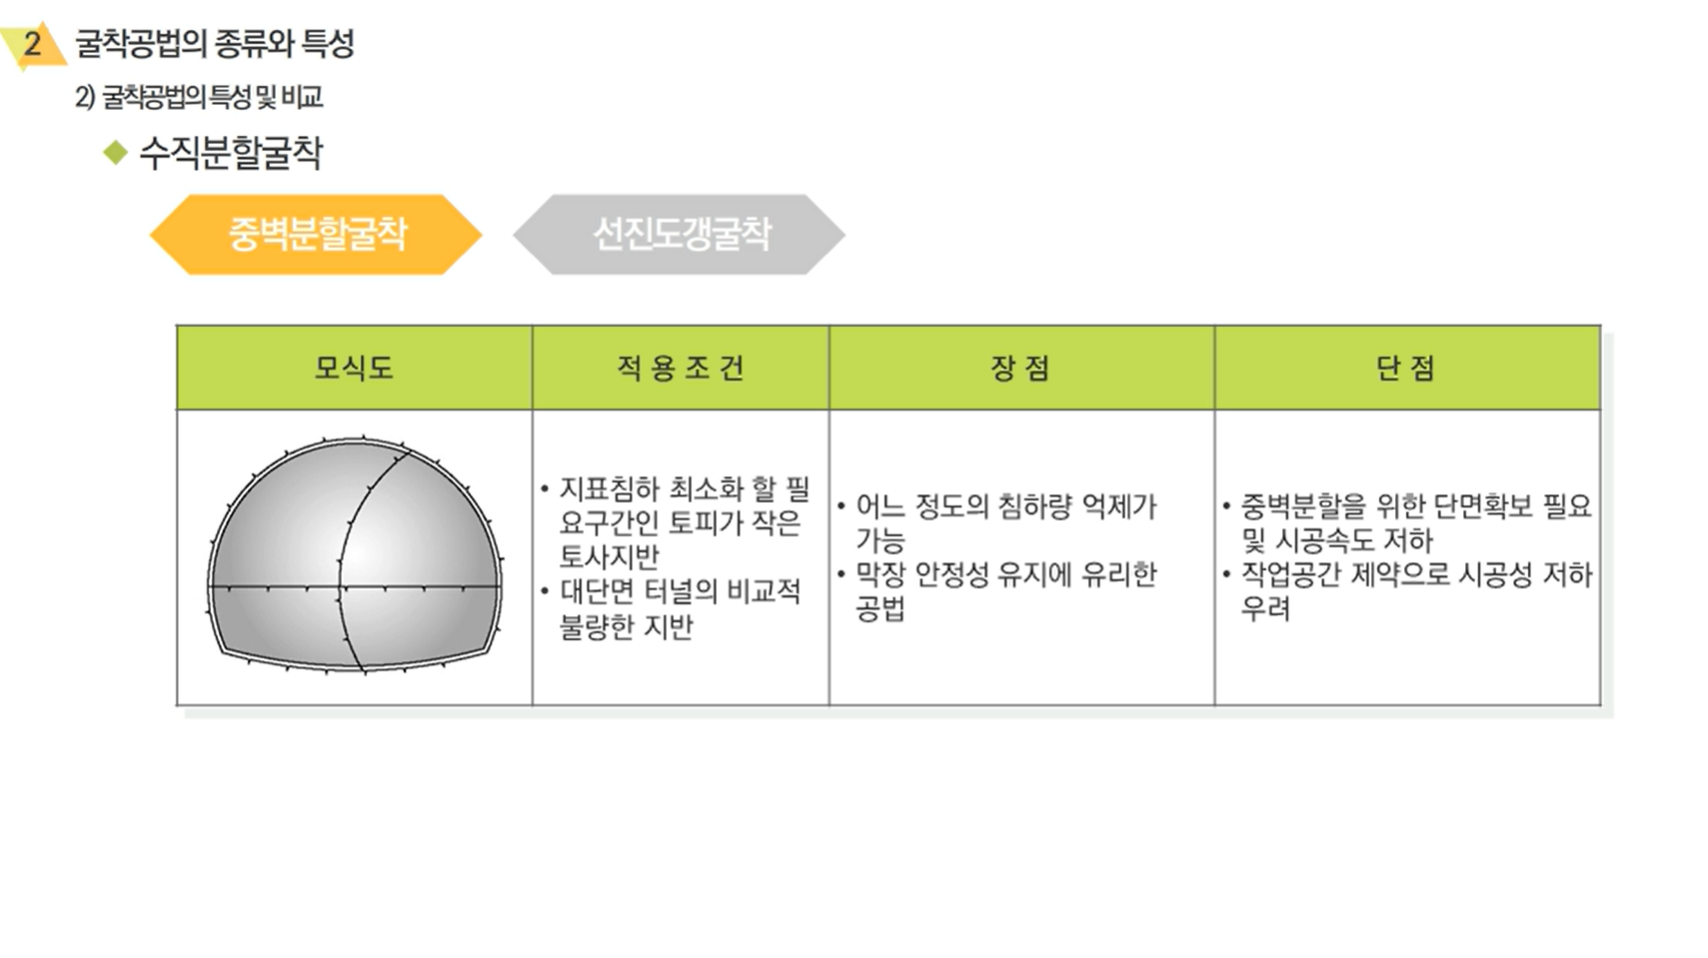 2 굴착공법의 종류와 특성
2) 굴착공법의 특성 및 비교
수직분할굴착
중벽분할굴착 선진도갱굴착
모식도 적 용 조 건 장 점 단 점
• 지표침하 최소화 할 필
요구간인 토피가 작은
토사지반
• 대단면 터널의 비교적
불량한 지반
• 어느 정도의 침하량 억제가
가능
• 막장 안정성 유지에 유리한
공법
• 중벽분할을 위한 단면확보 필요
및 시공속도 저하
• 작업공간 제약으로 시공성 저하
우려